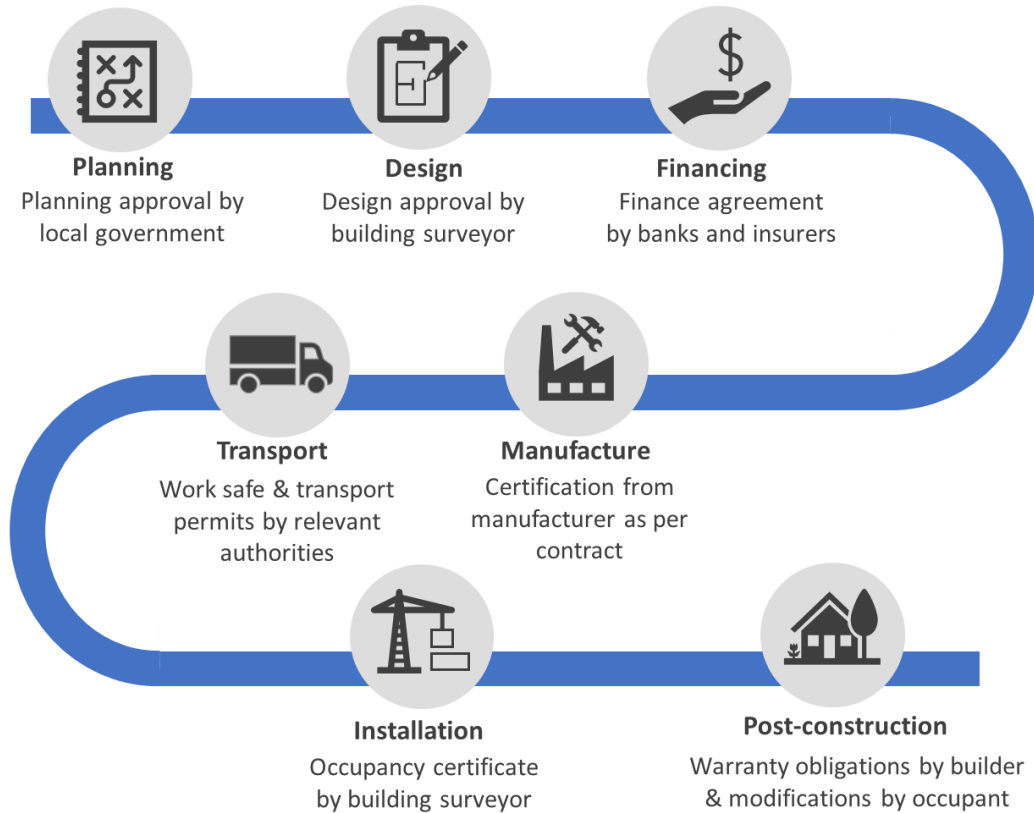 Planning
Planning approval by
local government
Design
Design approval by
building surveyor
Financing
Finance agreement
by banks and insurers
Transport
Work safe & transport
permits by relevant
authorities
Manufacture
Certification from
manufacturer as per
contract
Installation
Occupancy certificate
by building surveyor
Post-construction
Warranty obligations by builder
& modifications by occupant